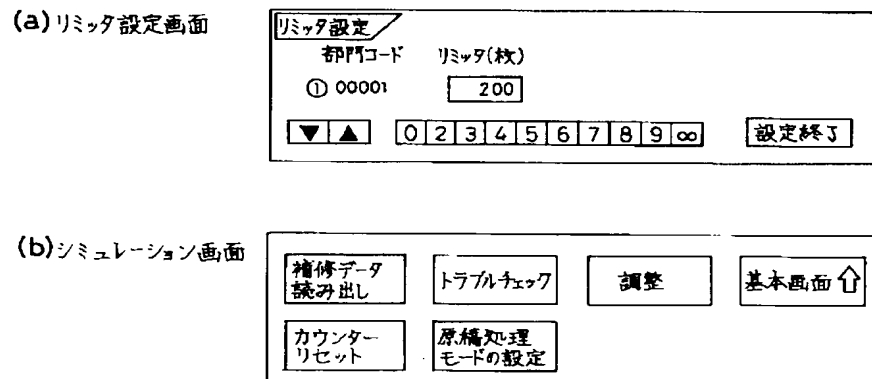 (a)リミッタ設定画面
リミッタ設定
部門コード リミッタ(枚)
① 00001 200
▼ ▲ 0 2 3 4 5 6 7 8 9 ∞ 設定終了
(b)シミュレーション画面
補修データ
読み出し
トラブルチェック
調整
基本画面⇧
カウンター
リセット
原稿処理
モードの設定